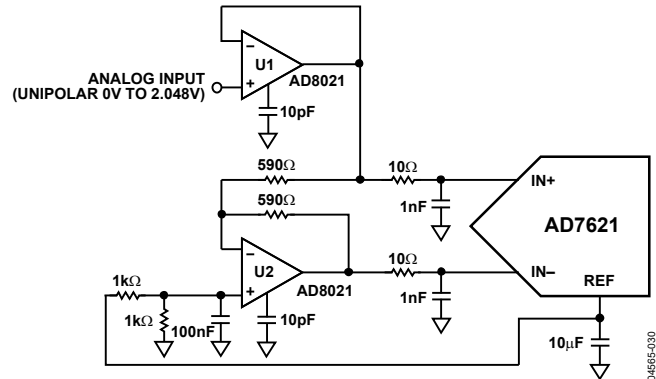 U1
ANALOG INPUT
(UNIPOLAR 0V TO 2.048V)
AD8021
10pF
590Ω
590Ω
10Ω
1nF
IN+
AD7621
IN–
REF
10Ω
1nF
U2
AD8021
1kΩ
1kΩ
100nF
10pF
10µF
04565-030